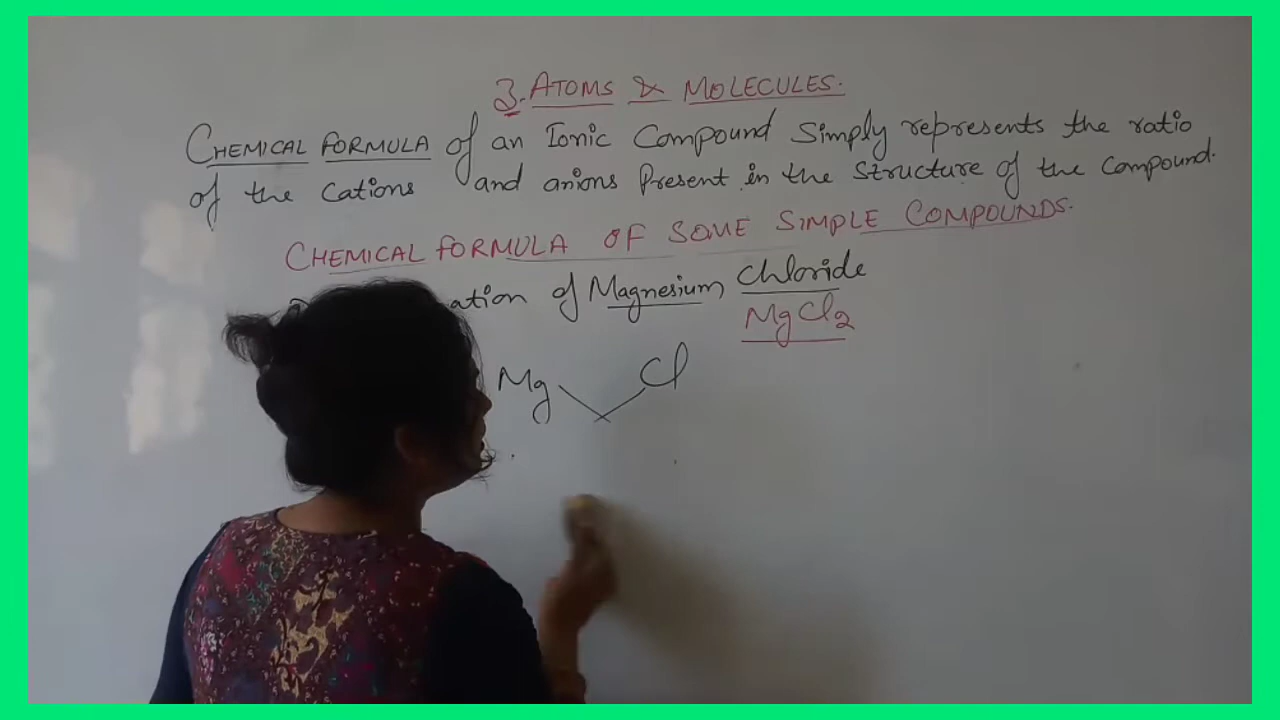 3. ATOMS & MOLECULES.
CHEMICAL FORMULA of an Ionic Compound Simply represents the ratio
of the cations and anions Present in the Structure of the Compound.
CHEMICAL FORMULA OF SOME SIMPLE COMPOUNDS.
of Magnesium Chloride
MgCl2
Mg Cl